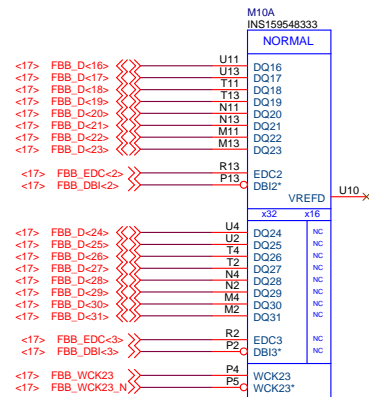 M10A
INS159548333
NORMAL
<17> FBB_D<16> U11 DQ16
<17> FBB_D<17> U13 DQ17
<17> FBB_D<18> T11 DQ18
<17> FBB_D<19> T13 DQ19
<17> FBB_D<20> N11 DQ20
<17> FBB_D<21> N13 DQ21
<17> FBB_D<22> M11 DQ22
<17> FBB_D<23> M13 DQ23
<17> FBB_EDC<2> R13 EDC2
<17> FBB_DBI<2> P13 DBI2*
VREFD U10
x32 x16
<17> FBB_D<24> U4 DQ24 NC
<17> FBB_D<25> U2 DQ25 NC
<17> FBB_D<26> T4 DQ26 NC
<17> FBB_D<27> T2 DQ27 NC
<17> FBB_D<28> N4 DQ28 NC
<17> FBB_D<29> N2 DQ29 NC
<17> FBB_D<30> M4 DQ30 NC
<17> FBB_D<31> M2 DQ31 NC
<17> FBB_EDC<3> R2 EDC3 NC
<17> FBB_DBI<3> P2 DBI3* NC
<17> FBB_WCK23 P4 WCK23
<17> FBB_WCK23_N P5 WCK23*